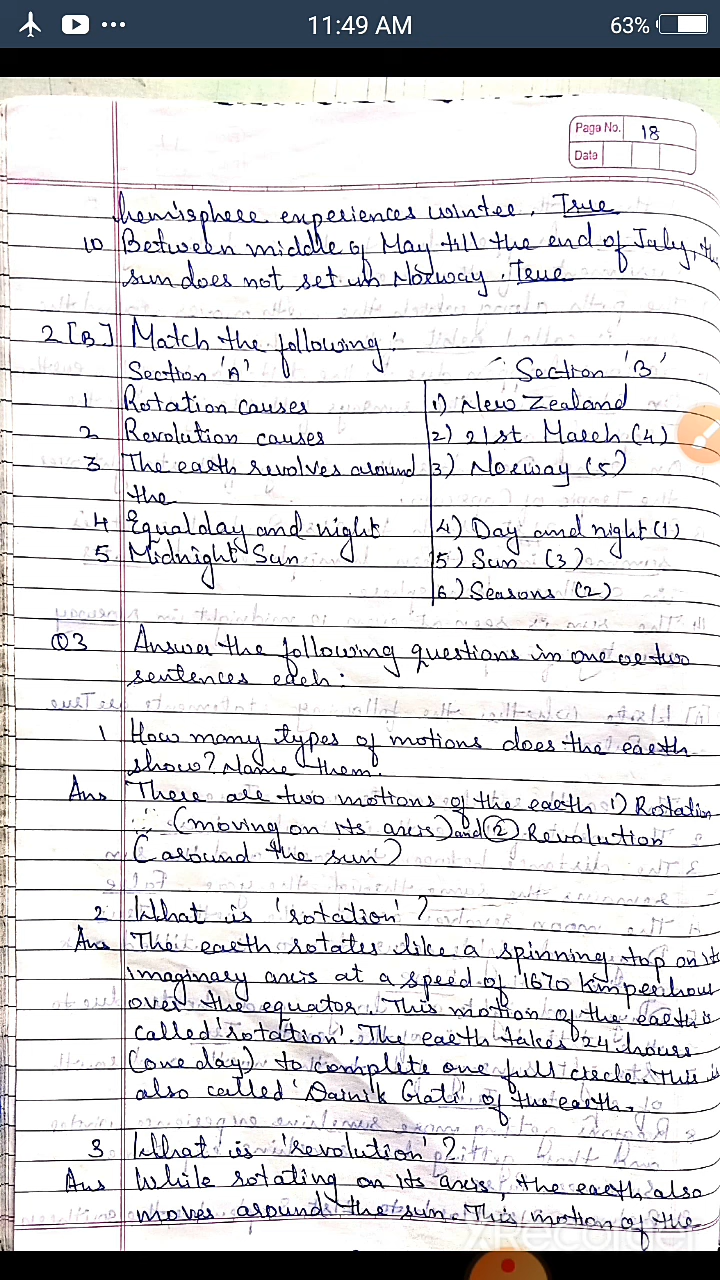 11:49 AM
63%
Page No. 18
Date
hemisphere experiences winter. True
10 Between middle of May till the end of Jaly, the
sun does not set in Norway. True
2[B] Match the following:
Section 'A' Section 'B'
1 Rotation causes 1) New Zealand
2 Revolution causes 2) 21st March (4)
3 The earth revolves around 3) Norway (5)
the
4 Equal day and night 4) Day and night (1)
5 Midnight Sun 5) Sun (3)
6) Seasons (2)
Q3 Answer the following questions in one or two
sentences each:
1 How many types of motions does the earth
show? Name them.
Ans There are two motions of the earth 1) Rotation
(moving on its axis) and (2) Revolution
(around the sun)
2 What is 'rotation'?
Ans The earth rotates like a spinning top on its
imaginary axis at a speed of 1670 km per hour
over the equator. This motion of the earth is
called 'rotation'. The earth takes 24 hours
(one day) to complete one full circle. This is
also called 'Dainik Gati' of the earth.
3 What is 'revolution'?
Ans While rotating on its axis, the earth also
moves around the sun. This motion of the
XRecorder